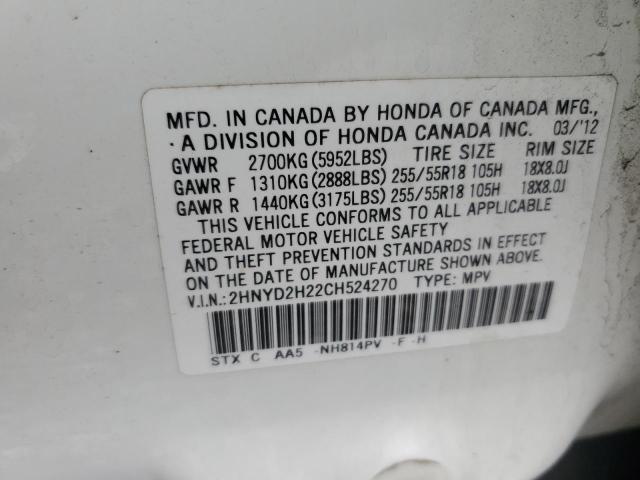 MFD. IN CANADA BY HONDA OF CANADA MFG.,
A DIVISION OF HONDA CANADA INC. 03/'12
GVWR 2700KG(5952LBS) TIRE SIZE RIM SIZE
GAWR F 1310KG(2888LBS) 255/55R18 105H 18X8.0J
GAWR R 1440KG(3175LBS) 255/55R18 105H 18X8.0J
THIS VEHICLE CONFORMS TO ALL APPLICABLE
FEDERAL MOTOR VEHICLE SAFETY
AND THEFT PREVENTION STANDARDS IN EFFECT
ON THE DATE OF MANUFACTURE SHOWN ABOVE.
V.I.N.:2HNYD2H22CH524270 TYPE: MPV
STX C AA5 -NH814PV -F -H